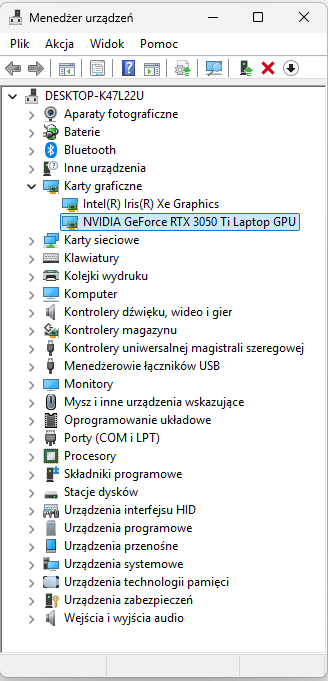 Menedżer urządzeń
Plik Akcja Widok Pomoc
DESKTOP-K47L22U
Aparaty fotograficzne
Baterie
Bluetooth
Inne urządzenia
Karty graficzne
Intel(R) Iris(R) Xe Graphics
NVIDIA GeForce RTX 3050 Ti Laptop GPU
Karty sieciowe
Klawiatury
Kolejki wydruku
Komputer
Kontrolery dźwięku, wideo i gier
Kontrolery magazynu
Kontrolery uniwersalnej magistrali szeregowej
Menedżerowie łączników USB
Monitory
Mysz i inne urządzenia wskazujące
Oprogramowanie układowe
Porty (COM i LPT)
Procesory
Składniki programowe
Stacje dysków
Urządzenia interfejsu HID
Urządzenia programowe
Urządzenia przenośne
Urządzenia systemowe
Urządzenia technologii pamięci
Urządzenia zabezpieczeń
Wejścia i wyjścia audio